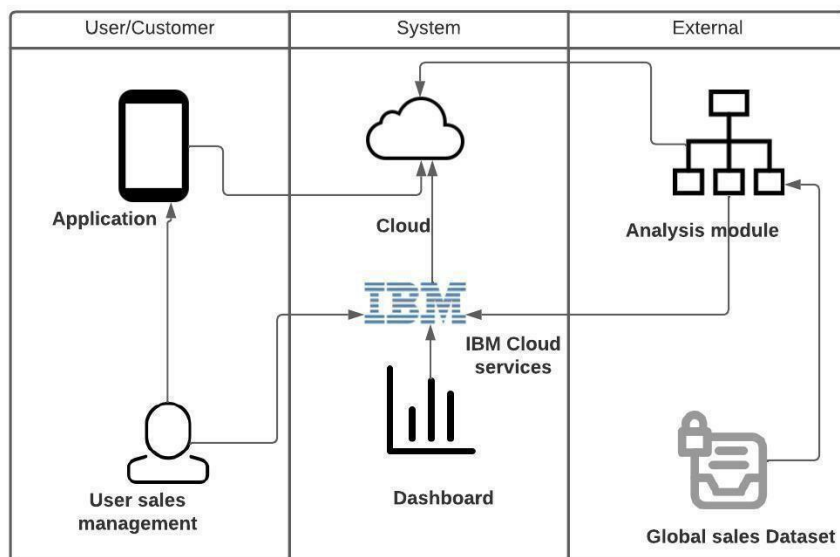 User/Customer
System
External
Application
Cloud
Analysis module
IBM
IBM Cloud
services
User sales
management
Dashboard
Global sales Dataset